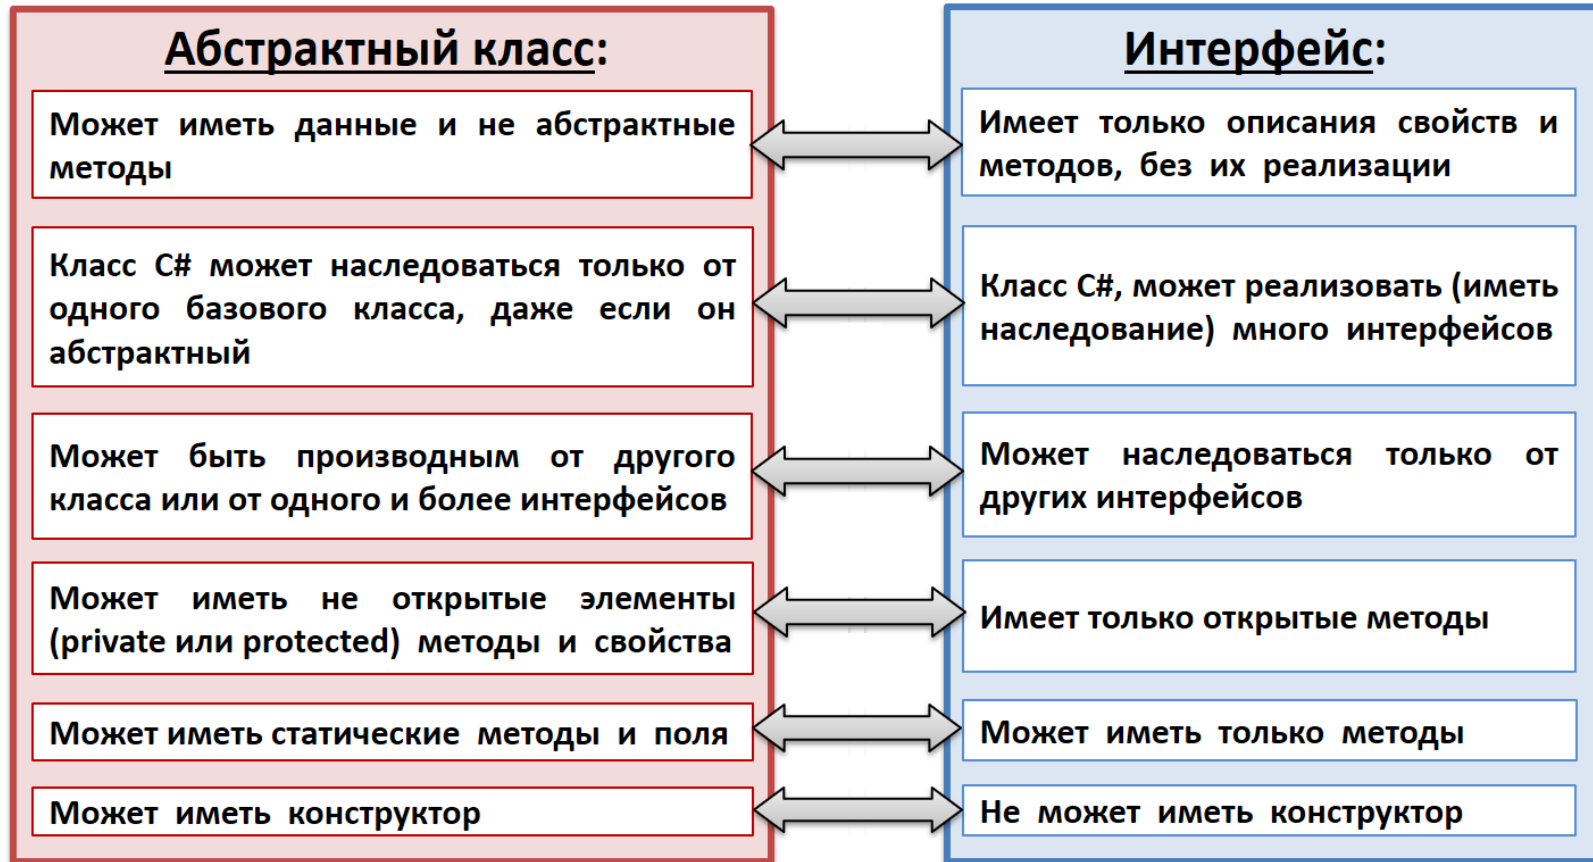 Абстрактный класс:
Может иметь данные и не абстрактные
методы
Класс C# может наследоваться только от
одного базового класса, даже если он
абстрактный
Может быть производным от другого
класса или от одного и более интерфейсов
Может иметь не открытые элементы
(private или protected) методы и свойства
Может иметь статические методы и поля
Может иметь конструктор
Интерфейс:
Имеет только описания свойств и
методов, без их реализации
Класс C#, может реализовать (иметь
наследование) много интерфейсов
Может наследоваться только от
других интерфейсов
Имеет только открытые методы
Может иметь только методы
Не может иметь конструктор